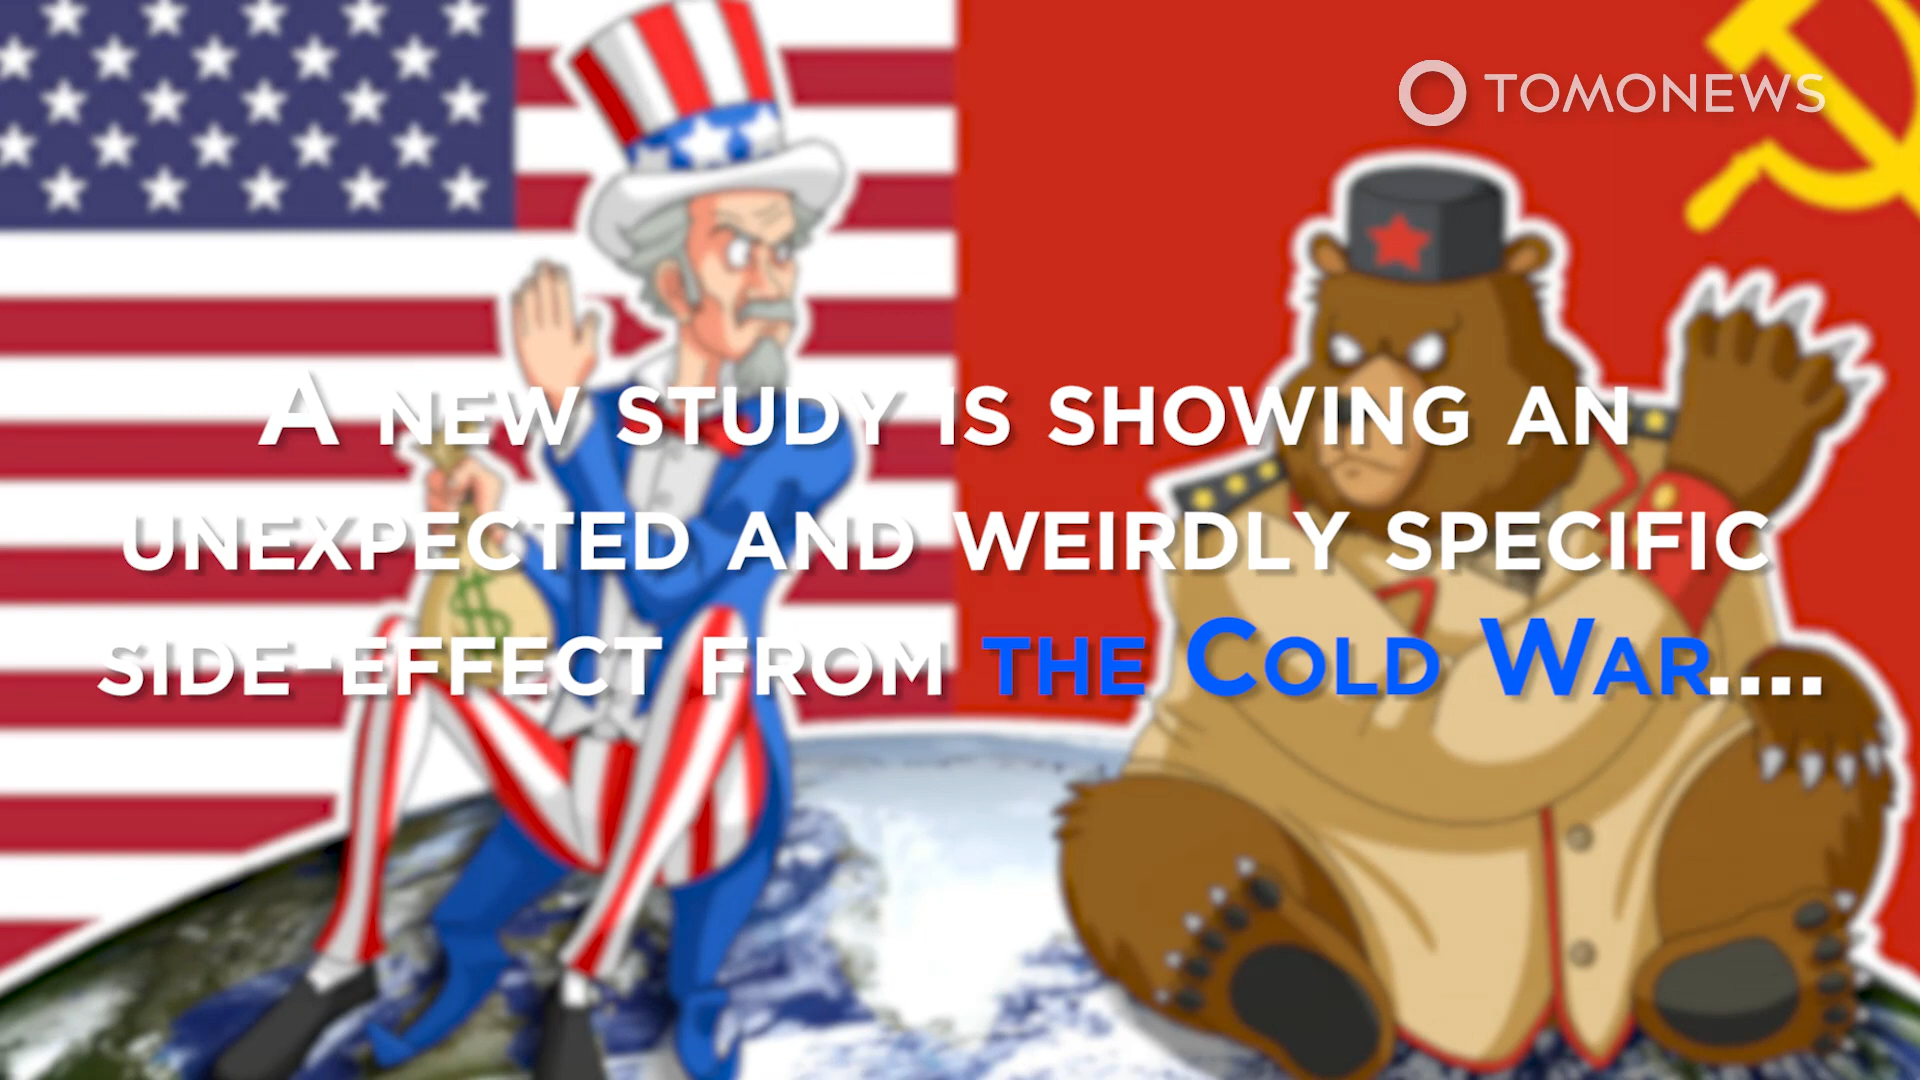 TOMONEWS
A NEW STUDY IS SHOWING AN
UNEXPECTED AND WEIRDLY SPECIFIC
SIDE-EFFECT FROM THE COLD WAR....
$